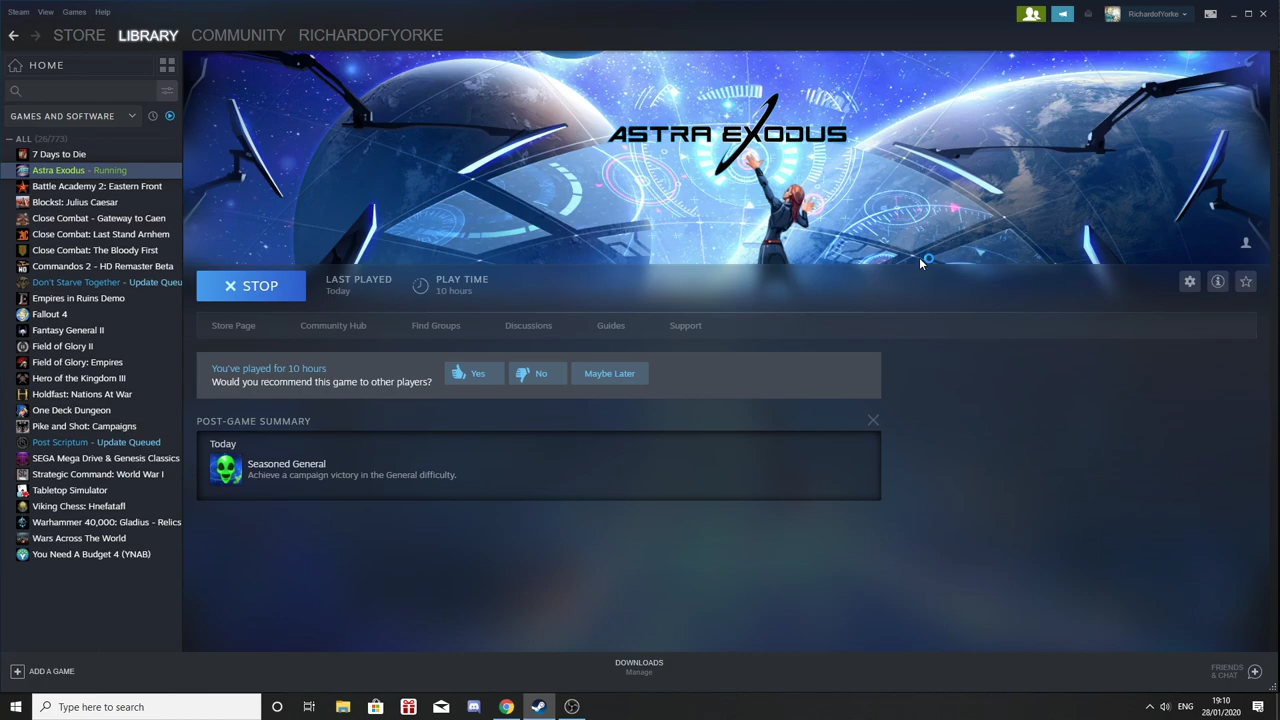 Steam View Games Help
RichardofYorke
STORE LIBRARY COMMUNITY RICHARDOFYORKE
HOME
GAMES AND SOFTWARE
ALL (26/773)
7 Days to Die
Astra Exodus - Running
Battle Academy 2: Eastern Front
Blocks!: Julius Caesar
Close Combat - Gateway to Caen
Close Combat: Last Stand Arnhem
Close Combat: The Bloody First
Commandos 2 - HD Remaster Beta
Don't Starve Together - Update Queu
Empires in Ruins Demo
Fallout 4
Fantasy General II
Field of Glory II
Field of Glory: Empires
Hero of the Kingdom III
Holdfast: Nations At War
One Deck Dungeon
Pike and Shot: Campaigns
Post Scriptum - Update Queued
SEGA Mega Drive & Genesis Classics
Strategic Command: World War I
Tabletop Simulator
Viking Chess: Hnefatafl
Warhammer 40,000: Gladius - Relics
Wars Across The World
You Need A Budget 4 (YNAB)
ADD A GAME
ASTRA EXODUS
STOP
LAST PLAYED
Today
PLAY TIME
10 hours
Store Page Community Hub Find Groups Discussions Guides Support
You've played for 10 hours
Would you recommend this game to other players?
Yes No Maybe Later
POST-GAME SUMMARY
Today
Seasoned General
Achieve a campaign victory in the General difficulty.
DOWNLOADS
Manage
FRIENDS
& CHAT
Type here to search
ENG
19:10
28/01/2020